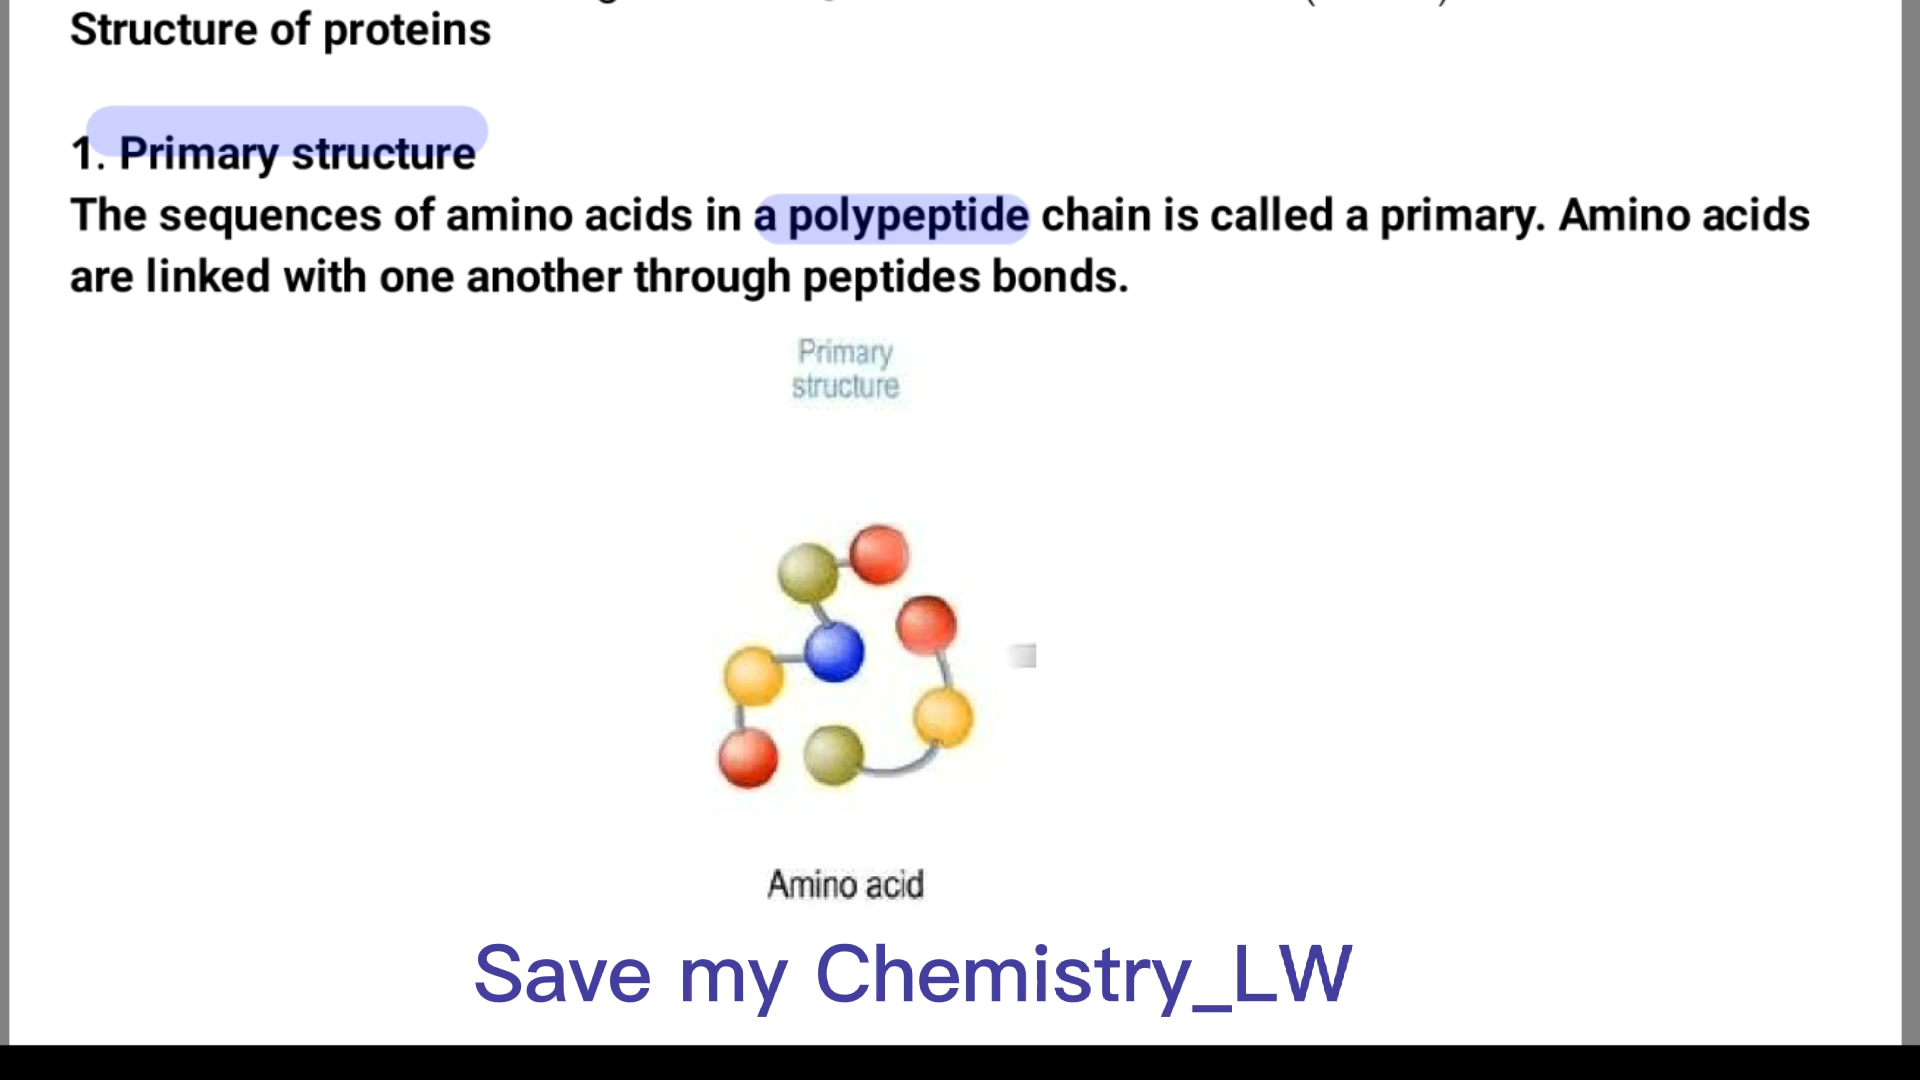 Structure of proteins
1. Primary structure
The sequences of amino acids in a polypeptide chain is called a primary. Amino acids
are linked with one another through peptides bonds.
Primary
structure
Amino acid
Save my Chemistry_LW